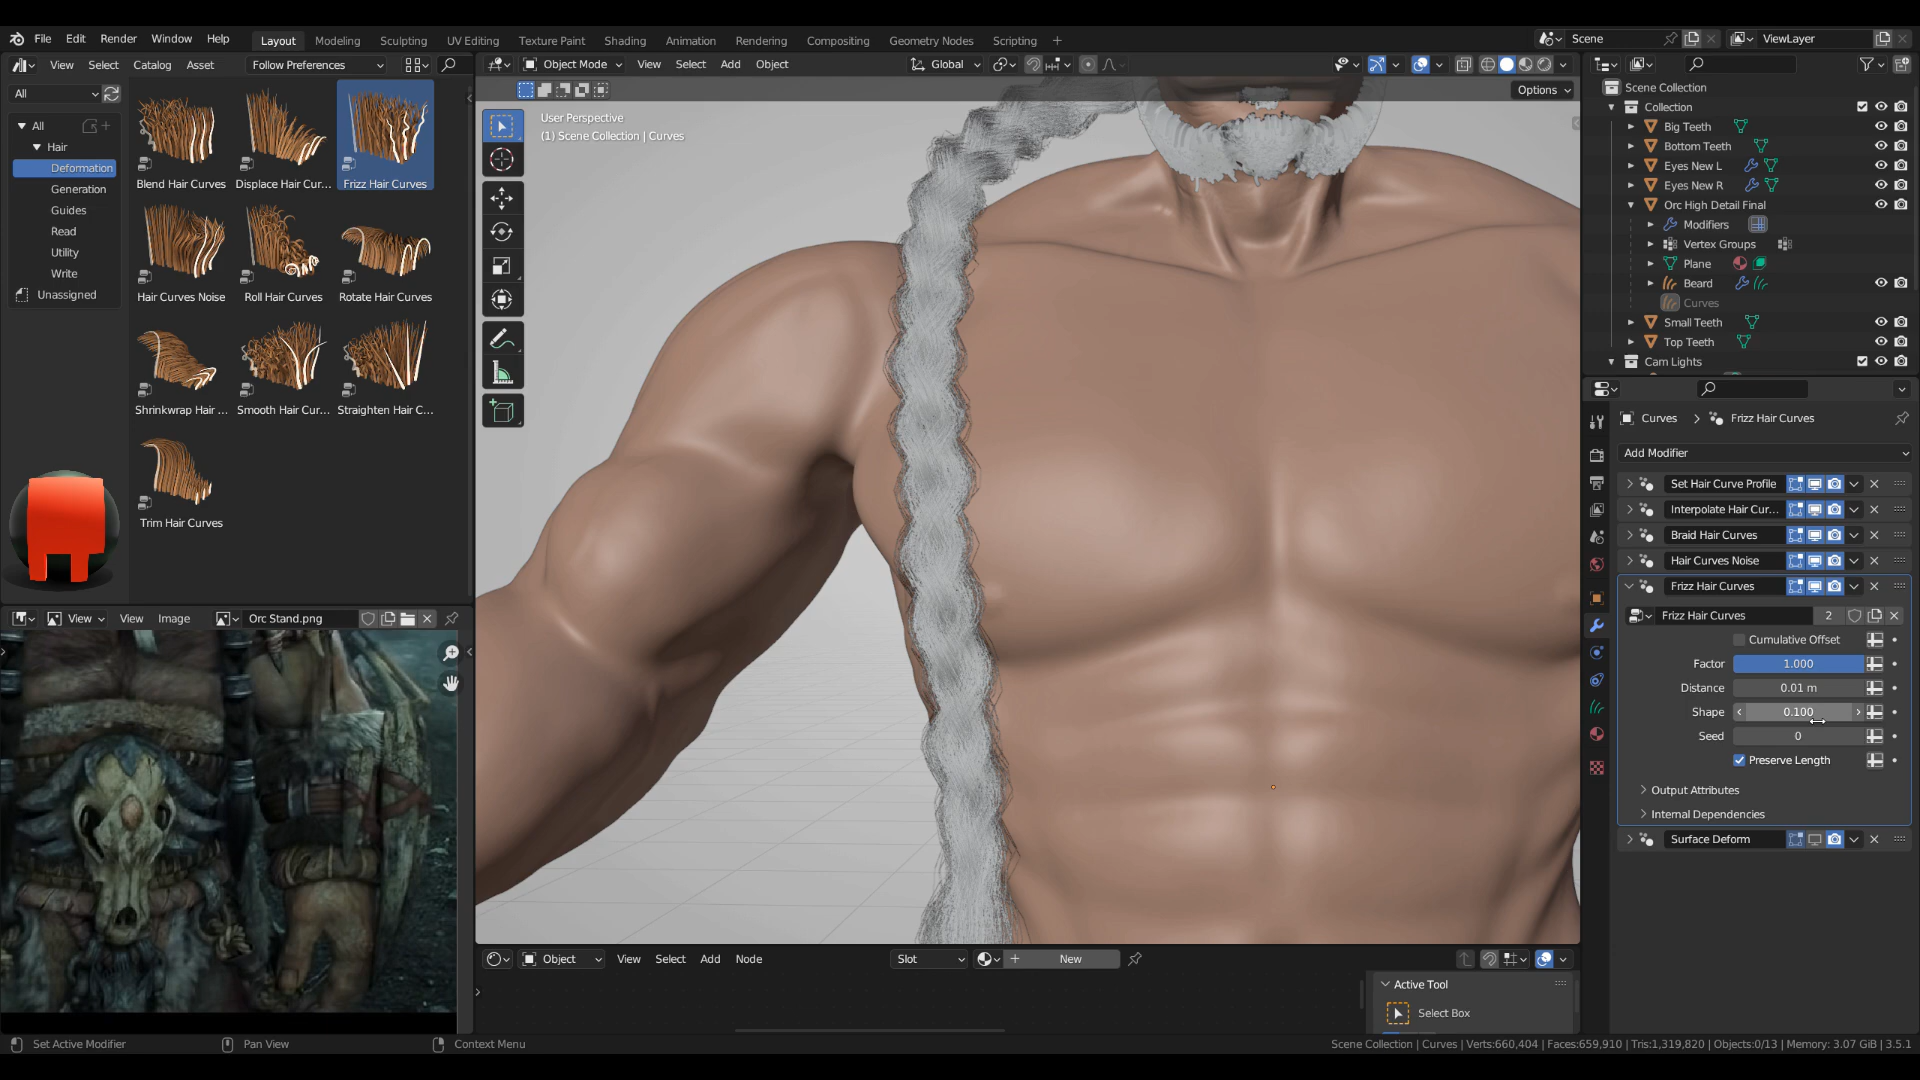 File Edit Render Window Help Layout Modeling Sculpting UV Editing Texture Paint Shading Animation Rendering Compositing Geometry Nodes Scripting + Scene ViewLayer
View Select Catalog Asset Follow Preferences
Object Mode View Select Add Object Global
Options
All
All
Hair
Deformation
Generation
Guides
Read
Utility
Write
Unassigned
Blend Hair Curves Displace Hair Cur... Frizz Hair Curves
Hair Curves Noise Roll Hair Curves Rotate Hair Curves
Shrinkwrap Hair ... Smooth Hair Cur... Straighten Hair C...
Trim Hair Curves
User Perspective
(1) Scene Collection | Curves
Scene Collection
Collection
Big Teeth
Bottom Teeth
Eyes New L
Eyes New R
Orc High Detail Final
Modifiers
Vertex Groups
Plane
Beard
Curves
Small Teeth
Top Teeth
Cam Lights
Curves > Frizz Hair Curves
Add Modifier
Set Hair Curve Profile
Interpolate Hair Cur...
Braid Hair Curves
Hair Curves Noise
Frizz Hair Curves
Frizz Hair Curves 2
Cumulative Offset
Factor 1.000
Distance 0.01 m
Shape 0.100
Seed 0
Preserve Length
Output Attributes
Internal Dependencies
Surface Deform
View View Image Orc Stand.png
Object View Select Add Node Slot New
Active Tool
Select Box
Set Active Modifier Pan View Context Menu
Scene Collection | Curves | Verts:660,404 | Faces:659,910 | Tris:1,319,820 | Objects:0/13 | Memory: 3.07 GiB | 3.5.1